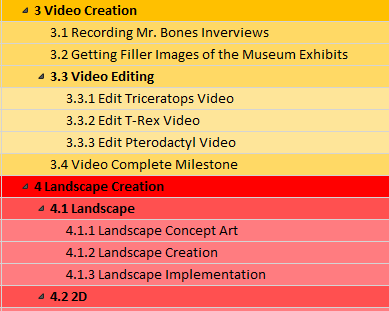 3 Video Creation
3.1 Recording Mr. Bones Inverviews
3.2 Getting Filler Images of the Museum Exhibits
3.3 Video Editing
3.3.1 Edit Triceratops Video
3.3.2 Edit T-Rex Video
3.3.3 Edit Pterodactyl Video
3.4 Video Complete Milestone
4 Landscape Creation
4.1 Landscape
4.1.1 Landscape Concept Art
4.1.2 Landscape Creation
4.1.3 Landscape Implementation
4.2 2D